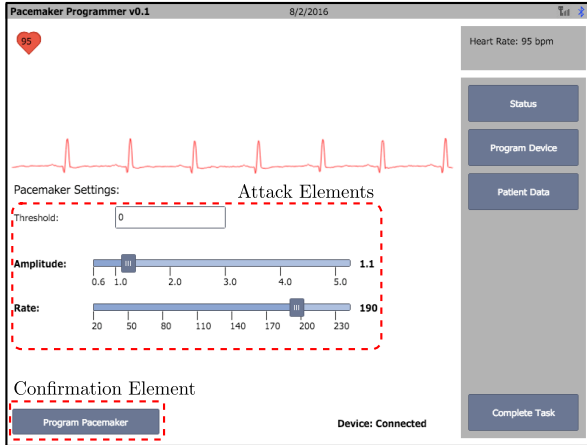 Pacemaker Programmer v0.1 8/2/2016
95
Heart Rate: 95 bpm
Status
Program Device
Patient Data
Pacemaker Settings:
Attack Elements
Threshold: 0
Amplitude: 1.1
0.6 1.0 2.0 3.0 4.0 5.0
Rate: 190
20 50 80 110 140 170 200 230
Confirmation Element
Program Pacemaker
Device: Connected
Complete Task